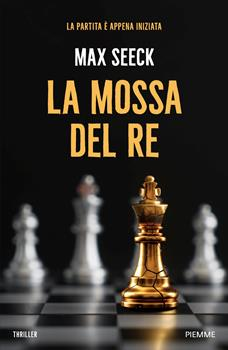 LA PARTITA È APPENA INIZIATA
MAX SEECK
LA MOSSA
DEL RE
THRILLER
PIEMME